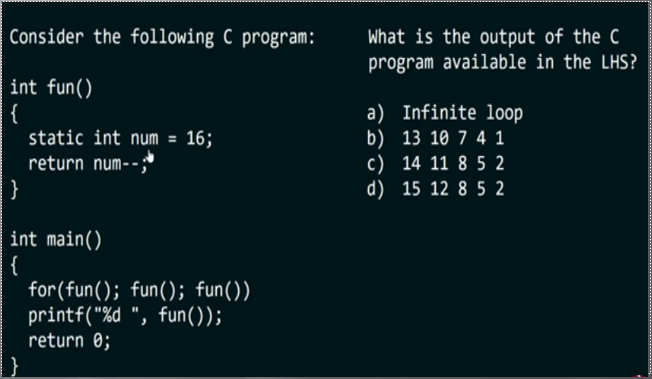 Consider the following C program:
int fun()
{
static int num = 16;
return num--;
}
int main()
{
for(fun(); fun(); fun())
printf("%d ", fun());
return 0;
}
What is the output of the C
program available in the LHS?
a) Infinite loop
b) 13 10 7 4 1
c) 14 11 8 5 2
d) 15 12 8 5 2